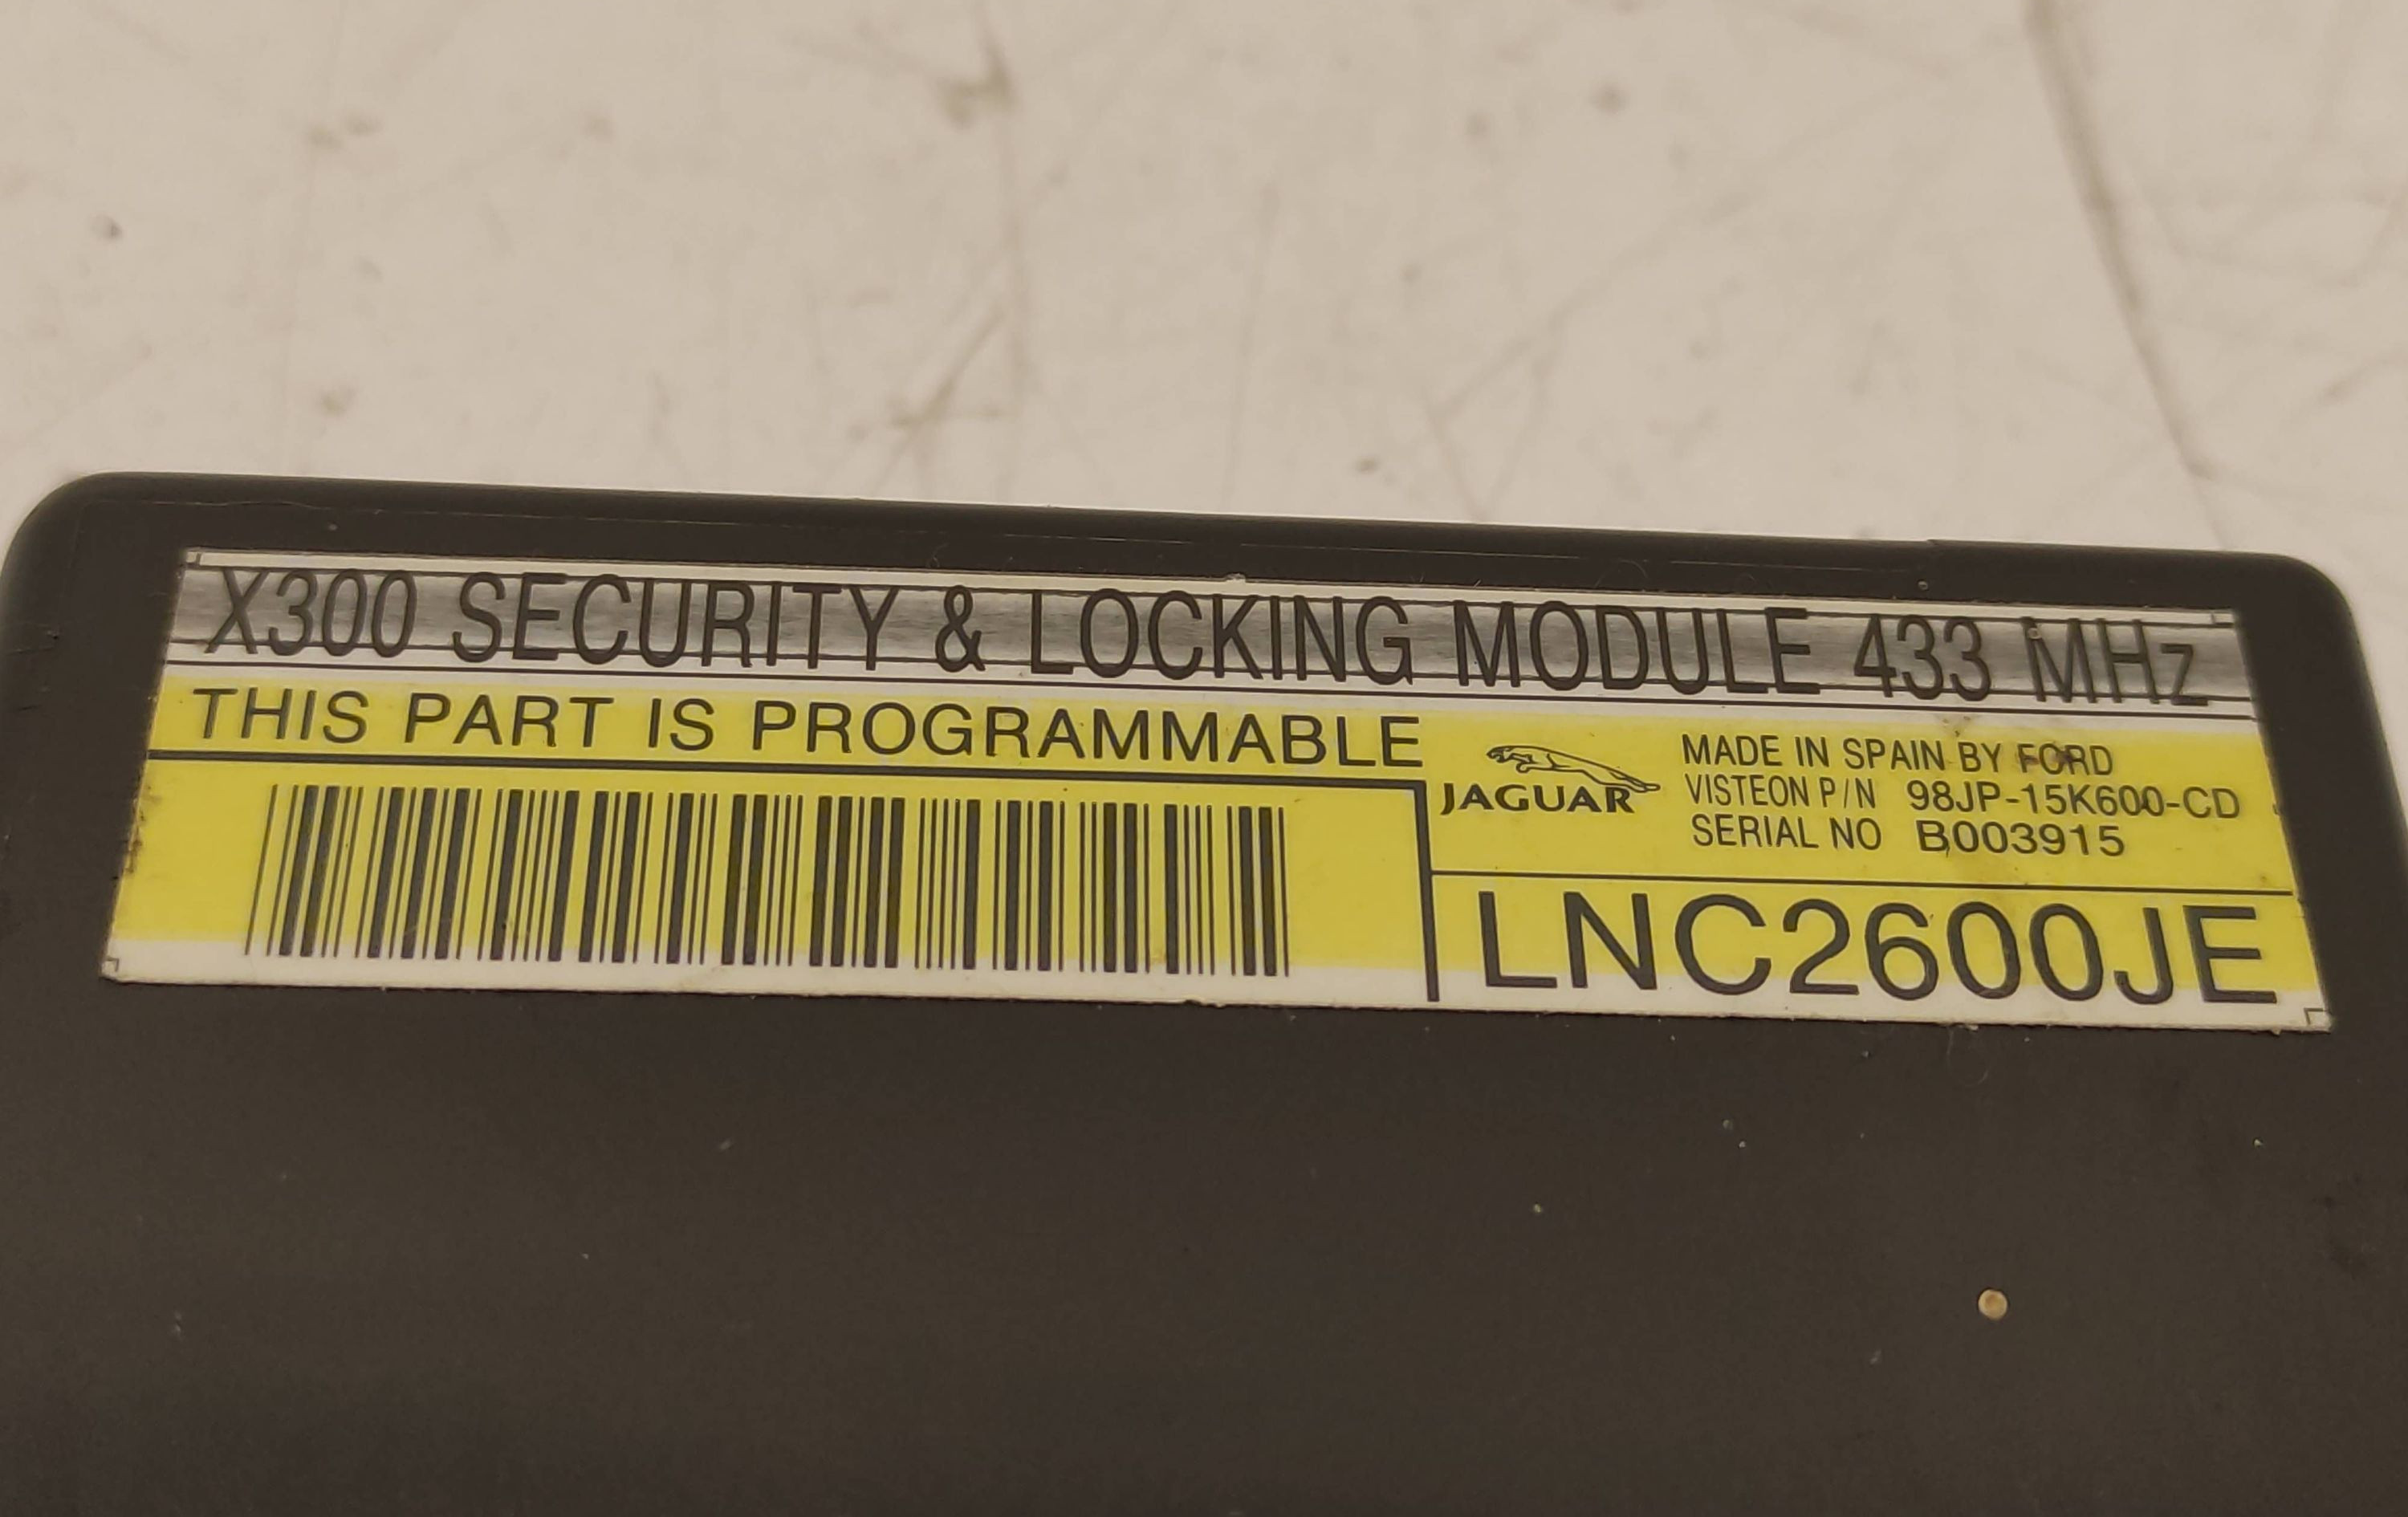 X300 SECURITY & LOCKING MODULE 433 MHz
THIS PART IS PROGRAMMABLE
JAGUAR
MADE IN SPAIN BY FORD
VISTEON P/N 98JP-15K600-CD
SERIAL NO B003915
LNC2600JE